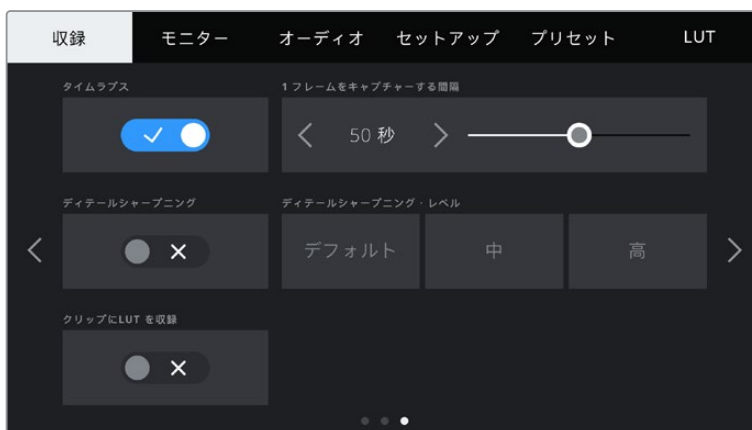 収録 モニター オーディオ セットアップ プリセット LUT
タイムラプス 1フレームをキャプチャーする間隔
50 秒
ディテールシャープニング ディテールシャープニング・レベル
デフォルト 中 高
クリップにLUT を収録